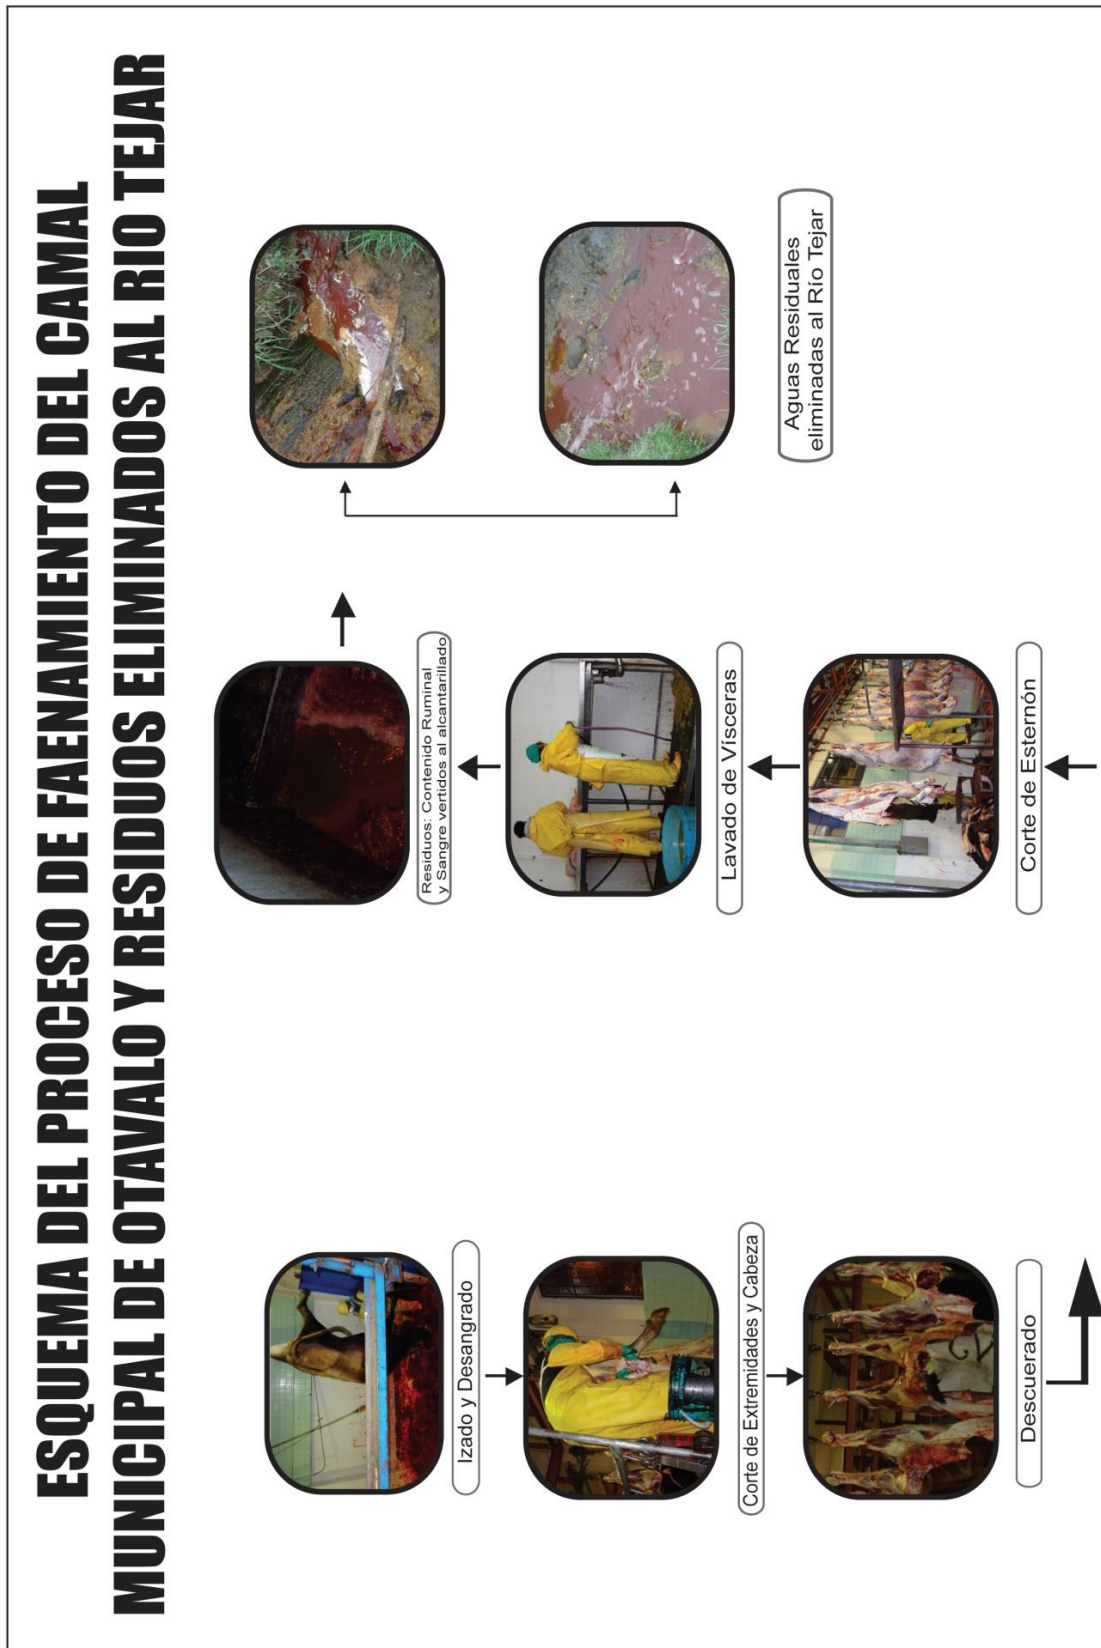 ESQUEMA DEL PROCESO DE FAENAMIENTO DEL CAMAL
MUNICIPAL DE OTAVALO Y RESIDUOS ELIMINADOS AL RIO TEJAR
Izado y Desangrado
Corte de Extremidades y Cabeza
Descuerado
Corte de Esternón
Lavado de Vísceras
Residuos: Contenido Ruminal
y Sangre vertidos al alcantarillado
Aguas Residuales
eliminadas al Río Tejar